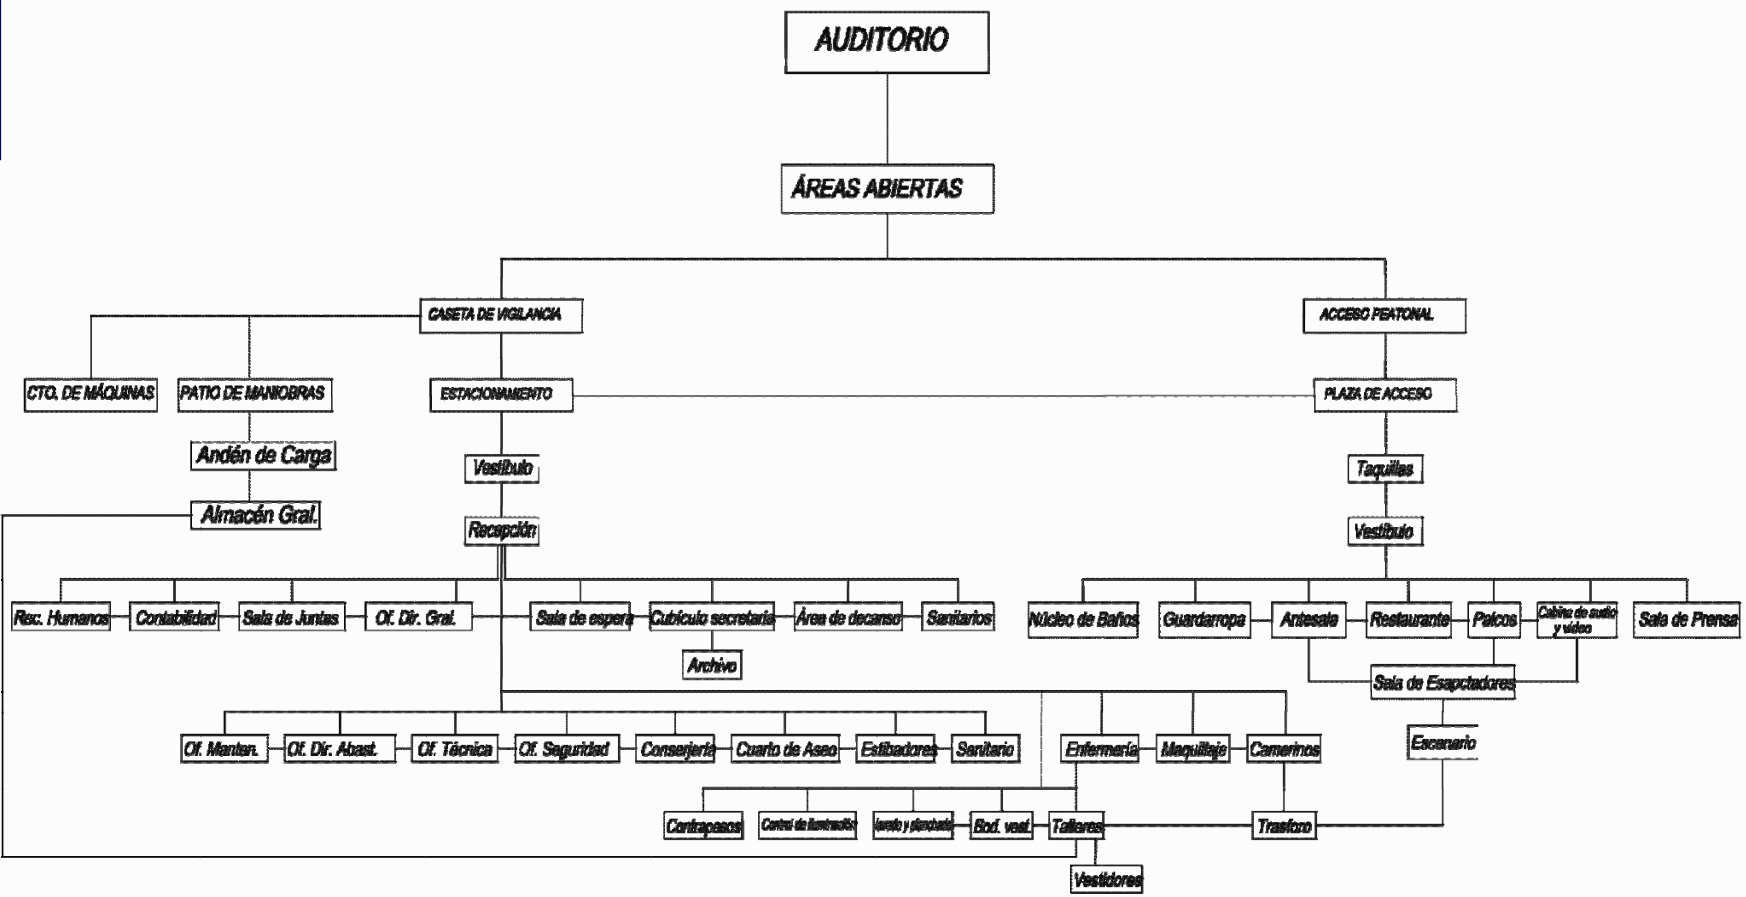 AUDITORIO
ÁREAS ABIERTAS
CASETA DE VIGILANCIA
ACCESO PEATONAL
CTO. DE MÁQUINAS
PATIO DE MANIOBRAS
ESTACIONAMIENTO
PLAZA DE ACCESO
Andén de Carga
Vestíbulo
Taquillas
Almacén Gral.
Recepción
Vestíbulo
Rec. Humanos
Contabilidad
Sala de Juntas
Of. Dir. Gral.
Sala de espera
Cubículo secretaria
Área de decanso
Sanitarios
Núcleo de Baños
Guardarropa
Antesala
Restaurante
Palcos
Cabina de audio
y video
Sala de Prensa
Archivo
Sala de Esapctadores
Of. Manten.
Of. Dir. Abast.
Of. Técnica
Of. Seguridad
Conserjería
Cuarto de Aseo
Estibadores
Sanitario
Enfermería
Maquillaje
Camerinos
Escenario
Contrapesos
Control de iluminación
lavado y planchado
Bod. vest.
Talleres
Trasforo
Vestidores